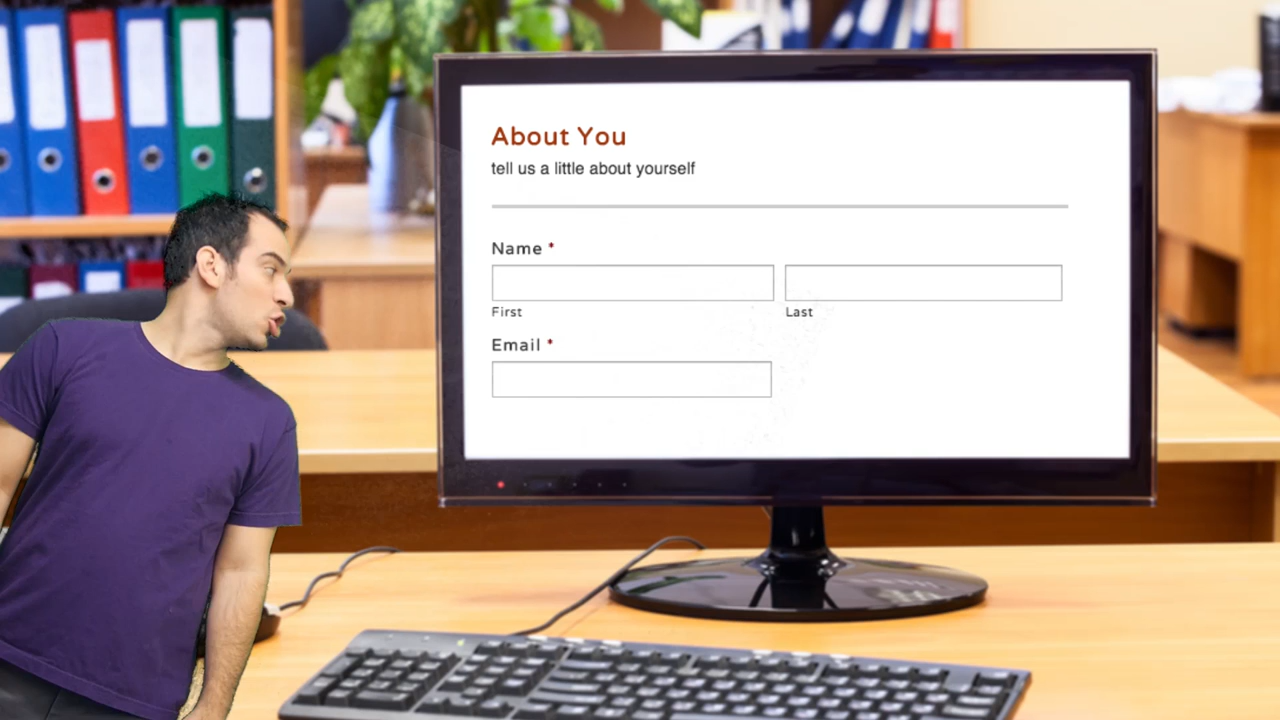 About You
tell us a little about yourself
Name *
First Last
Email *